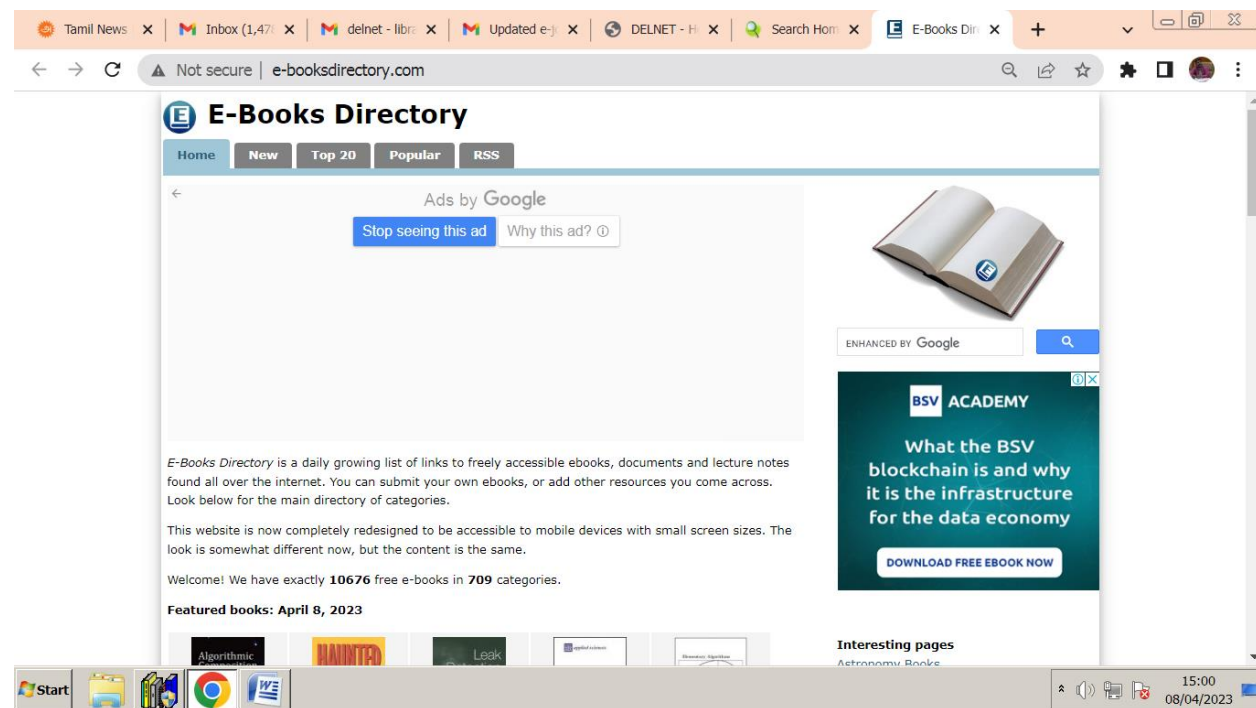 Tamil News
Inbox (1,47
delnet - libra
Updated e-j
DELNET - H
Search Hom
E-Books Dir
Not secure | e-booksdirectory.com
E-Books Directory
Home New Top 20 Popular RSS
Ads by Google
Stop seeing this ad Why this ad?
ENHANCED BY Google
BSV ACADEMY
What the BSV
blockchain is and why
it is the infrastructure
for the data economy
DOWNLOAD FREE EBOOK NOW
E-Books Directory is a daily growing list of links to freely accessible ebooks, documents and lecture notes
found all over the internet. You can submit your own ebooks, or add other resources you come across.
Look below for the main directory of categories.
This website is now completely redesigned to be accessible to mobile devices with small screen sizes. The
look is somewhat different now, but the content is the same.
Welcome! We have exactly 10676 free e-books in 709 categories.
Featured books: April 8, 2023
Algorithmic
Composition
HAUNTED
Leak
applied sciences
Elementary Algorithms
Interesting pages
Astronomy Books
Start
15:00
08/04/2023